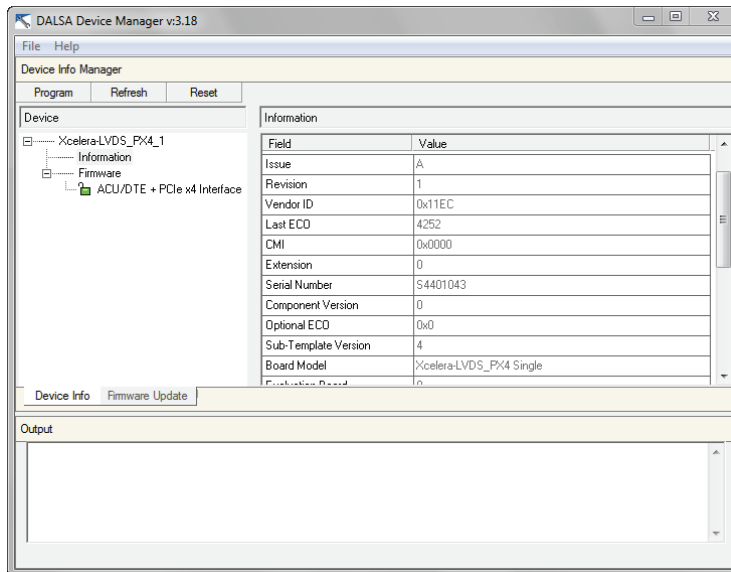 DALSA Device Manager v:3.18
File Help
Device Info Manager
Program Refresh Reset
Device
Xcelera-LVDS_PX4_1
Information
Firmware
ACU/DTE + PCIe x4 Interface
Information
Field Value
Issue A
Revision 1
Vendor ID 0x11EC
Last ECO 4252
CMI 0x0000
Extension 0
Serial Number S4401043
Component Version 0
Optional ECO 0x0
Sub-Template Version 4
Board Model Xcelera-LVDS_PX4 Single
Device Info Firmware Update
Output